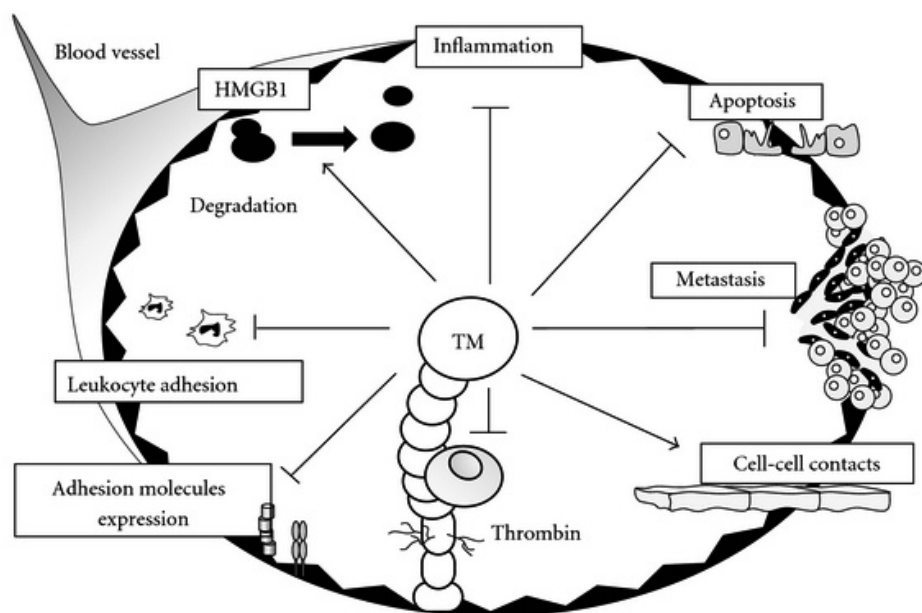 Inflammation
Blood vessel
HMGB1
Apoptosis
Degradation
Metastasis
TM
Leukocyte adhesion
Cell-cell contacts
Adhesion molecules
expression
Thrombin